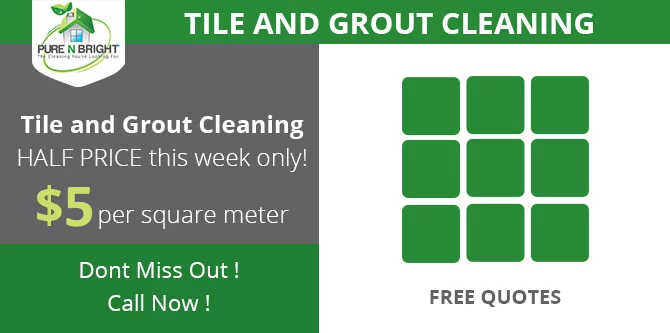 TILE AND GROUT CLEANING
PURE N BRIGHT
The Cleaning You're Looking For
Tile and Grout Cleaning
HALF PRICE this week only!
$5 per square meter
Dont Miss Out !
Call Now !
FREE QUOTES